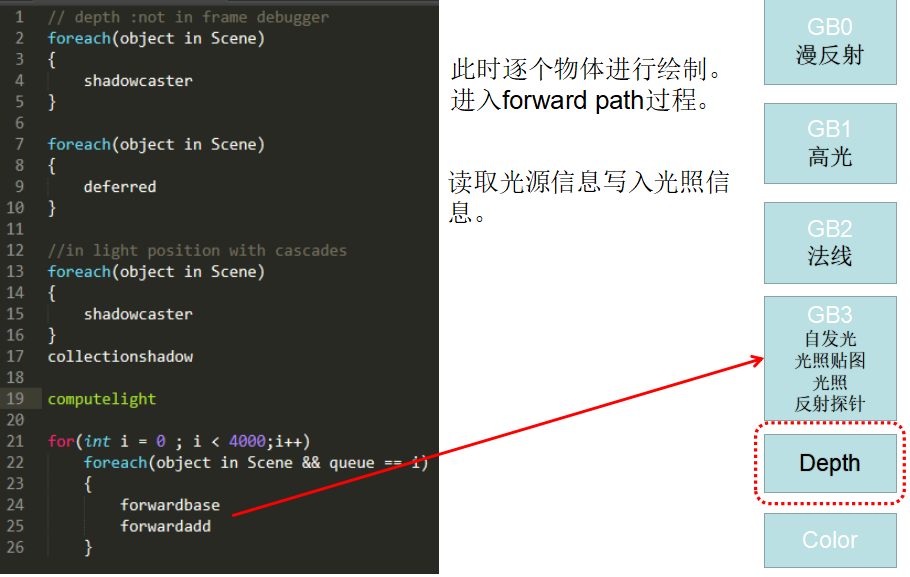 1 // depth :not in frame debugger
2 foreach(object in Scene)
3 {
4 shadowcaster
5 }
6
7 foreach(object in Scene)
8 {
9 deferred
10 }
11
12 //in light position with cascades
13 foreach(object in Scene)
14 {
15 shadowcaster
16 }
17 collectionshadow
18
19 computelight
20
21 for(int i = 0 ; i < 4000;i++)
22 foreach(object in Scene && queue == i)
23 {
24 forwardbase
25 forwardadd
26 }
此时逐个物体进行绘制。
进入forward path过程。
读取光源信息写入光照信
息。
GB0
漫反射
GB1
高光
GB2
法线
GB3
自发光
光照贴图
光照
反射探针
Depth
Color